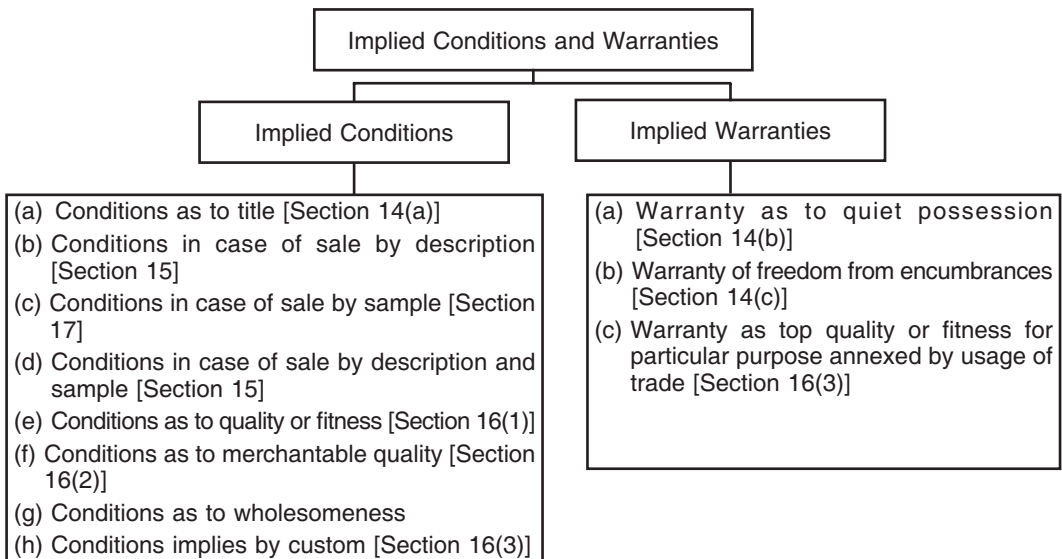 Implied Conditions and Warranties
Implied Conditions
Implied Warranties
(a) Conditions as to title [Section 14(a)]
(b) Conditions in case of sale by description
[Section 15]
(c) Conditions in case of sale by sample [Section
17]
(d) Conditions in case of sale by description and
sample [Section 15]
(e) Conditions as to quality or fitness [Section 16(1)]
(f) Conditions as to merchantable quality [Section
16(2)]
(g) Conditions as to wholesomeness
(h) Conditions implies by custom [Section 16(3)]
(a) Warranty as to quiet possession
[Section 14(b)]
(b) Warranty of freedom from encumbrances
[Section 14(c)]
(c) Warranty as top quality or fitness for
particular purpose annexed by usage of
trade [Section 16(3)]